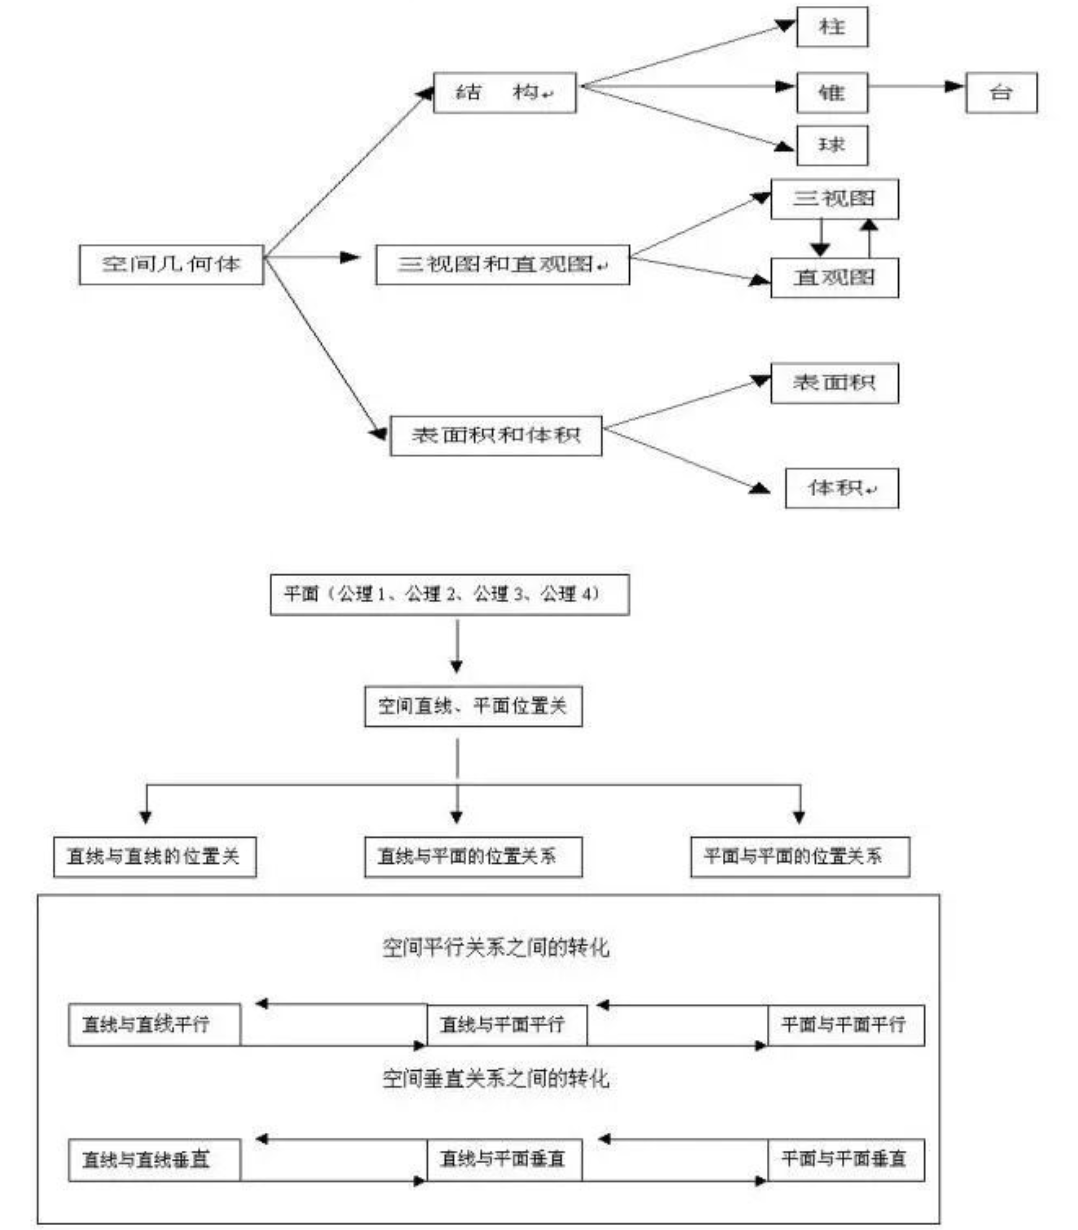 柱
结 构↵
锥
台
球
三视图
空间几何体
三视图和直观图↵
直观图
表面积
表面积和体积
体积↵
平面（公理1、公理2、公理3、公理4）
空间直线、平面位置关
直线与直线的位置关
直线与平面的位置关系
平面与平面的位置关系
空间平行关系之间的转化
直线与直线平行
直线与平面平行
平面与平面平行
空间垂直关系之间的转化
直线与直线垂直
直线与平面垂直
平面与平面垂直